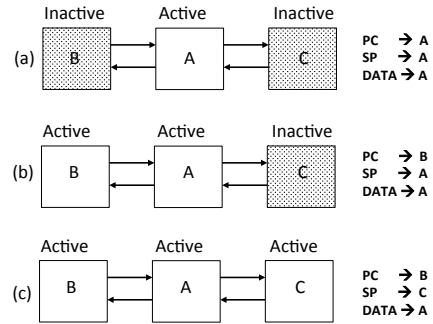 Inactive Active Inactive
(a) B A C
PC → A
SP → A
DATA → A
Active Active Inactive
(b) B A C
PC → B
SP → A
DATA → A
Active Active Active
(c) B A C
PC → B
SP → C
DATA → A